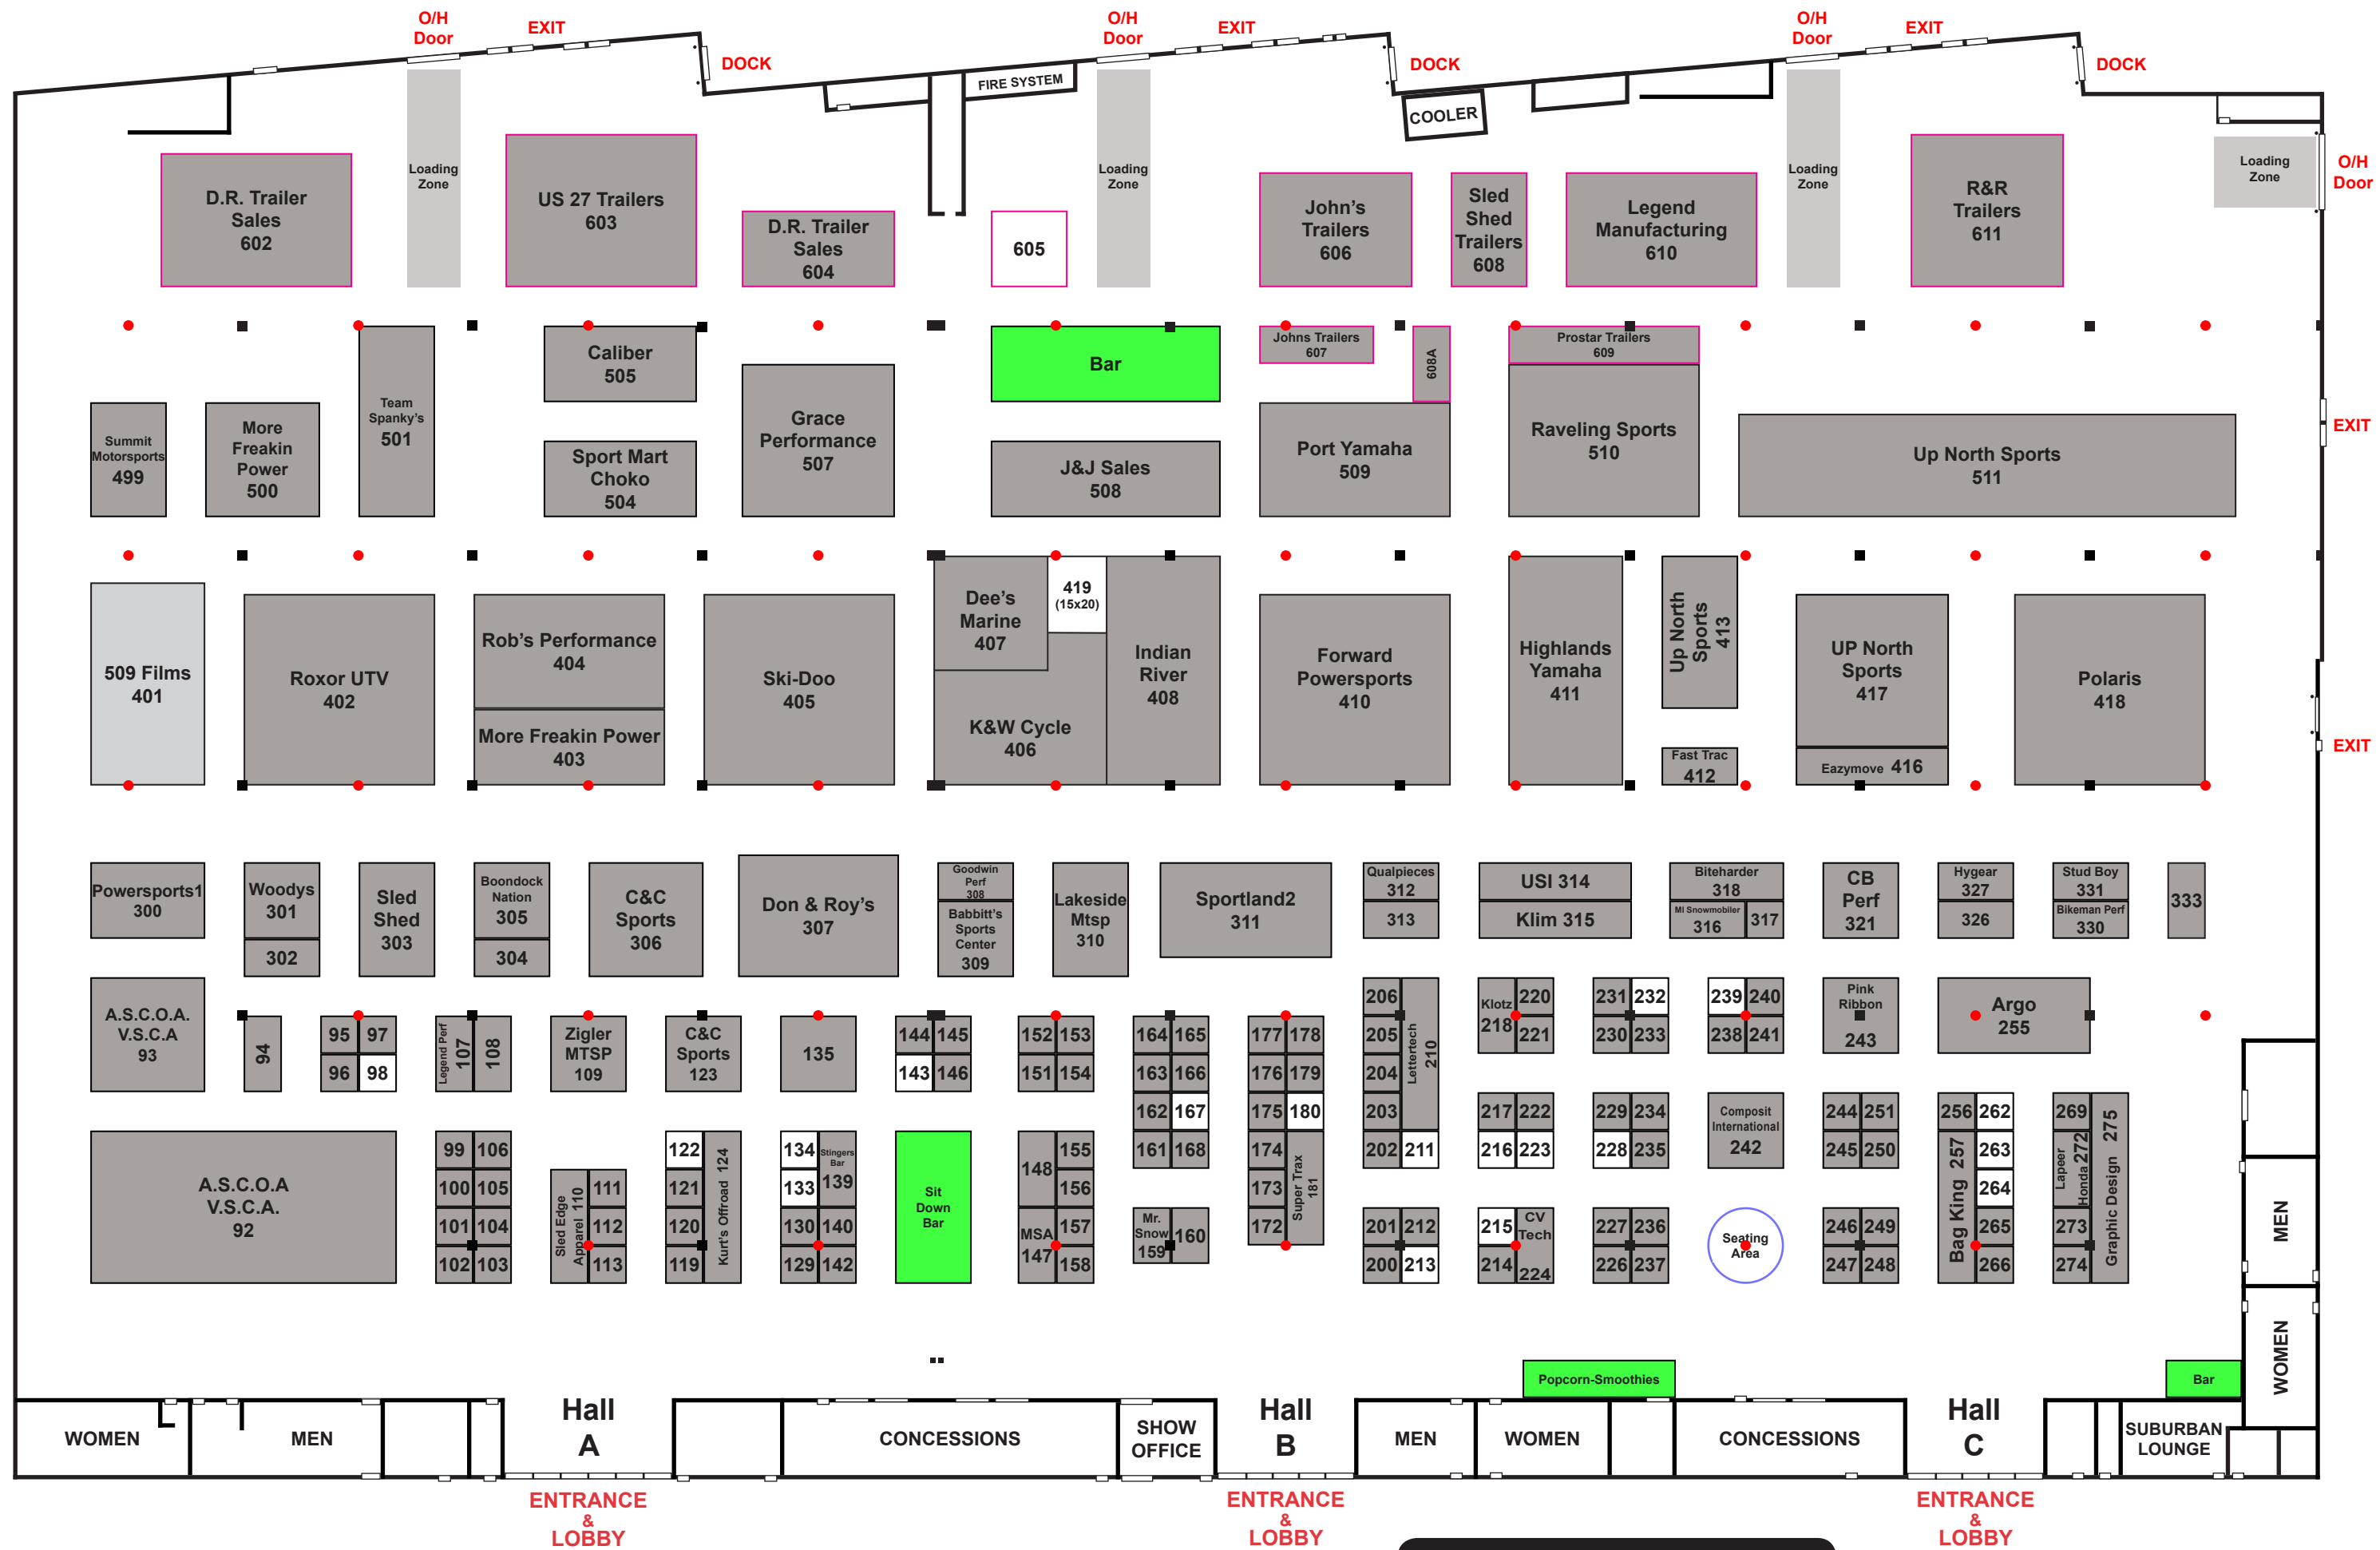 O/H
Door
EXIT
DOCK
O/H
Door
EXIT
DOCK
O/H
Door
EXIT
DOCK
FIRE SYSTEM
COOLER
Loading
Zone
Loading
Zone
Loading
Zone
Loading
Zone
O/H
Door
D.R. Trailer
Sales
602
US 27 Trailers
603
D.R. Trailer
Sales
604
605
John's
Trailers
606
Sled
Shed
Trailers
608
Legend
Manufacturing
610
R&R
Trailers
611
Summit
Motorsports
499
More
Freakin
Power
500
Team
Spanky's
501
Caliber
505
Sport Mart
Choko
504
Grace
Performance
507
Bar
J&J Sales
508
Johns Trailers
607
608A
Port Yamaha
509
Prostar Trailers
609
Raveling Sports
510
Up North Sports
511
EXIT
509 Films
401
Roxor UTV
402
Rob's Performance
404
More Freakin Power
403
Ski-Doo
405
Dee's
Marine
407
419
(15x20)
K&W Cycle
406
Indian
River
408
Forward
Powersports
410
Highlands
Yamaha
411
Up North
Sports
413
Fast Trac
412
UP North
Sports
417
Eazymove 416
Polaris
418
EXIT
Powersports1
300
Woodys
301
302
Sled
Shed
303
Boondock
Nation
305
304
C&C
Sports
306
Don & Roy's
307
Goodwin
Perf
308
Babbitt's
Sports
Center
309
Lakeside
Mtsp
310
Sportland2
311
Qualpieces
312
313
USI 314
Klim 315
Biteharder
318
MI Snowmobiler
316
317
CB
Perf
321
Hygear
327
326
Stud Boy
331
Bikeman Perf
330
333
A.S.C.O.A.
V.S.C.A
93
94
95 97
96 98
Legend Perf
107
108
Zigler
MTSP
109
C&C
Sports
123
135
144 145
143 146
152 153
151 154
164 165
163 166
162 167
161 168
177 178
176 179
175 180
174
173
172
Super Trax
181
206
205
204
203
202
211
Lettertech
210
Klotz
218
220
221
231 232
230 233
239 240
238 241
Pink
Ribbon
243
Argo
255
A.S.C.O.A
V.S.C.A.
92
99 106
100 105
101 104
102 103
Sled Edge
Apparel 110
111
112
113
122
121
120
119
Kurt's Offroad 124
134
133
130 140
129 142
Stingers
Bar
139
Sit
Down
Bar
148
155
156
MSA
147
157
158
Mr.
Snow
159
160
201 212
200 213
217 222
216 223
215
214
CV
Tech
224
229 234
228 235
227 236
226 237
Composit
International
242
Seating
Area
244 251
245 250
246 249
247 248
256 262
Bag King 257
263
264
265
266
269
Lapeer
Honda 272
273
274
Graphic Design 275
MEN
WOMEN
Popcorn-Smoothies
Bar
WOMEN
MEN
Hall
A
CONCESSIONS
SHOW
OFFICE
Hall
B
MEN
WOMEN
CONCESSIONS
Hall
C
SUBURBAN
LOUNGE
ENTRANCE
&
LOBBY
ENTRANCE
&
LOBBY
ENTRANCE
&
LOBBY